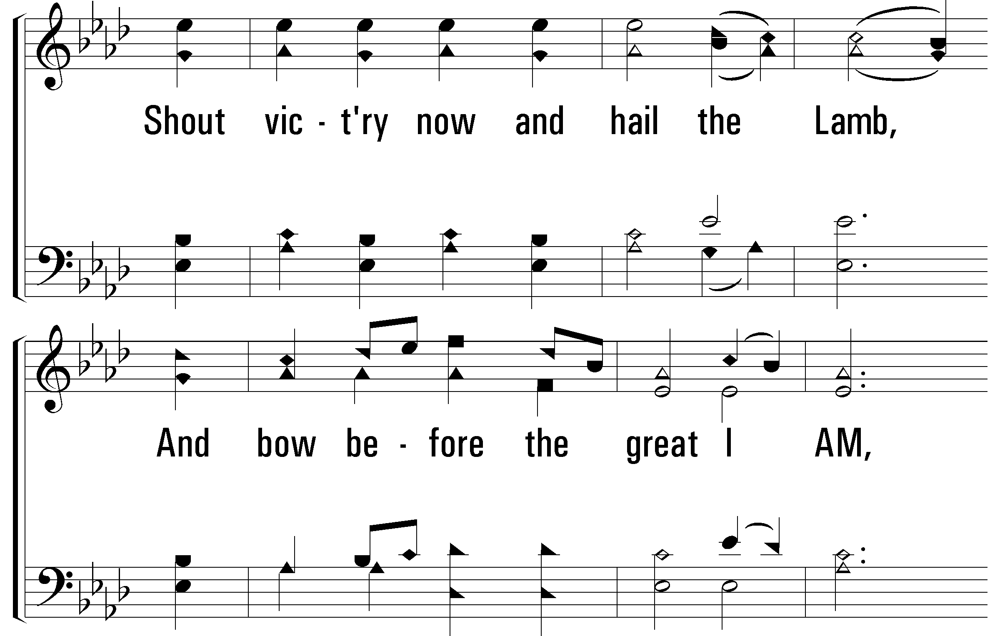 Shout vic - t'ry now and hail the Lamb,
And bow be - fore the great I AM,